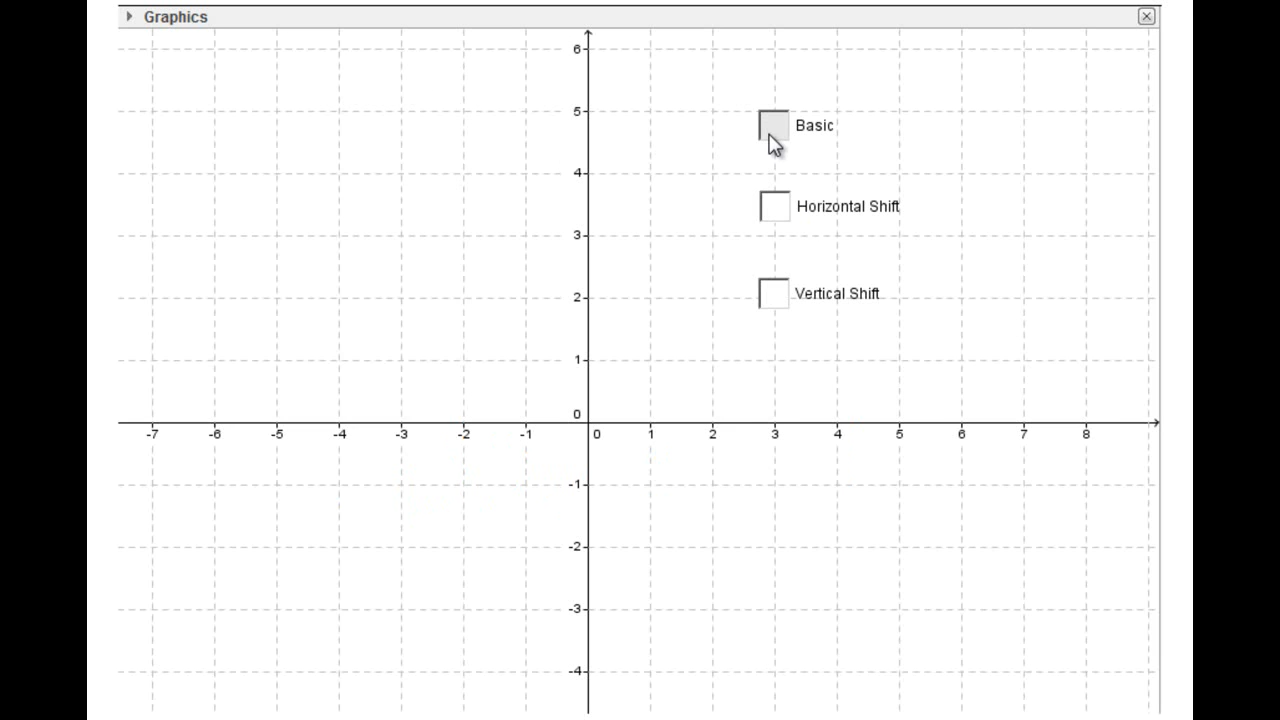 Graphics
6
5
Basic
4
Horizontal Shift
3
Vertical Shift
2
1
0
-7 -6 -5 -4 -3 -2 -1 0 1 2 3 4 5 6 7 8
-1
-2
-3
-4